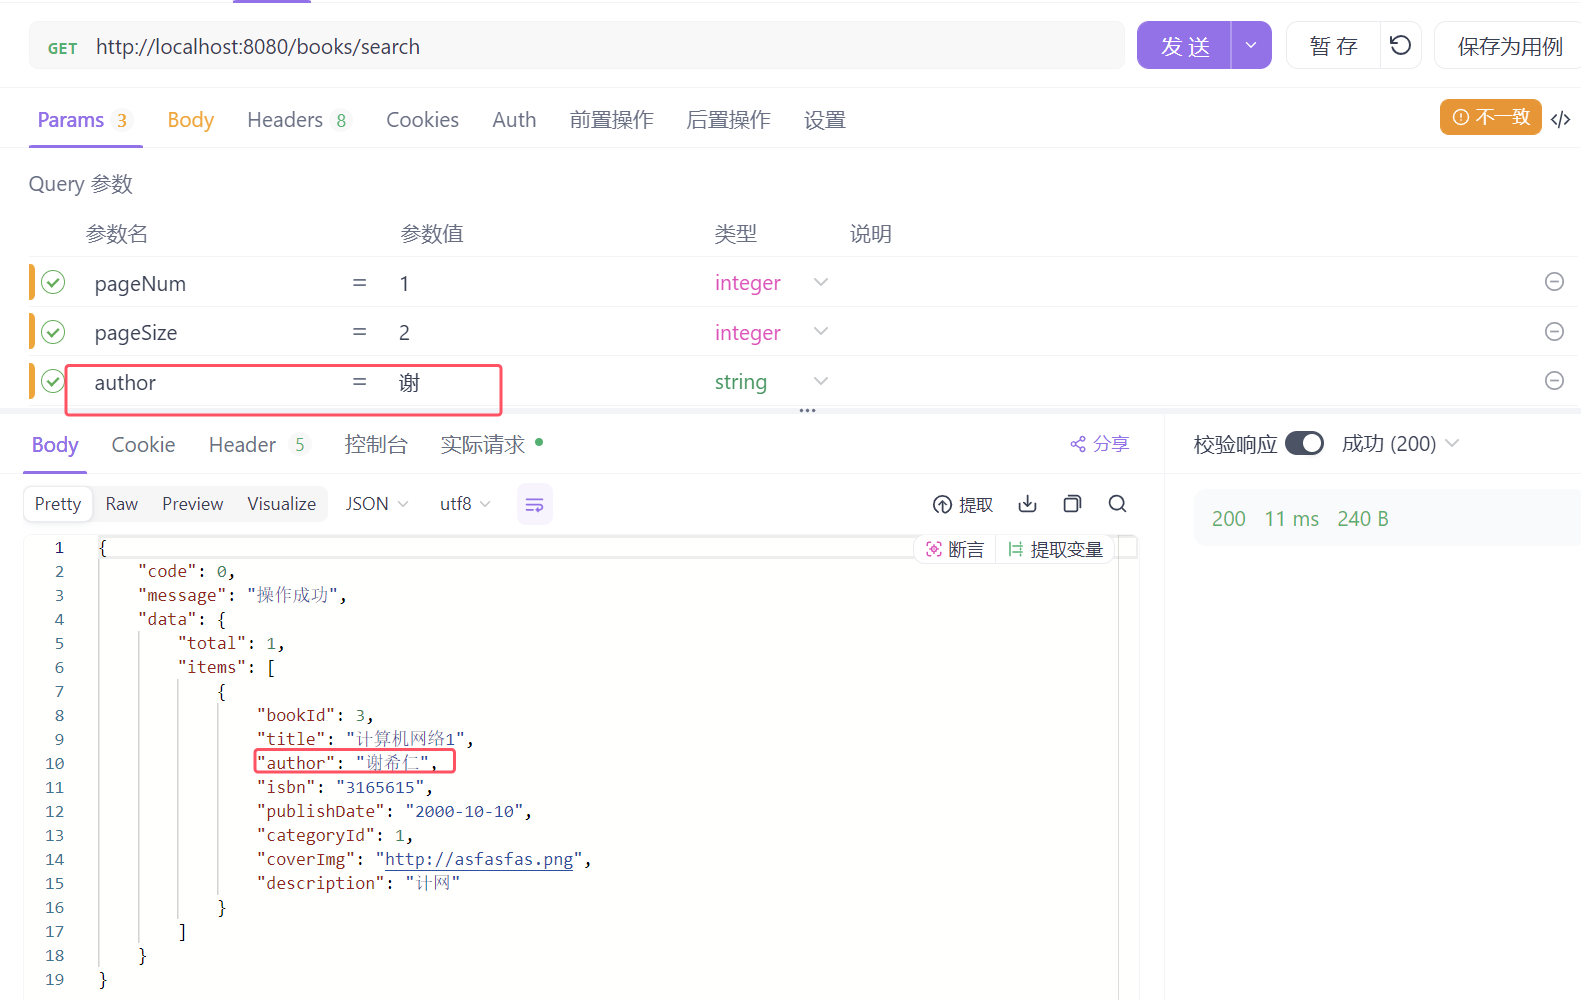 GET http://localhost:8080/books/search 发 送 暂 存 保存为用例
Params 3 Body Headers 8 Cookies Auth 前置操作 后置操作 设置 不一致 </>
Query 参数
参数名 参数值 类型 说明
pageNum = 1 integer
pageSize = 2 integer
author = 谢 string
Body Cookie Header 5 控制台 实际请求 分享 校验响应 成功 (200)
Pretty Raw Preview Visualize JSON utf8 提取
200 11 ms 240 B
断言 提取变量
1 {
2 "code": 0,
3 "message": "操作成功",
4 "data": {
5 "total": 1,
6 "items": [
7 {
8 "bookId": 3,
9 "title": "计算机网络1",
10 "author": "谢希仁",
11 "isbn": "3165615",
12 "publishDate": "2000-10-10",
13 "categoryId": 1,
14 "coverImg": "http://asfasfas.png",
15 "description": "计网"
16 }
17 ]
18 }
19 }